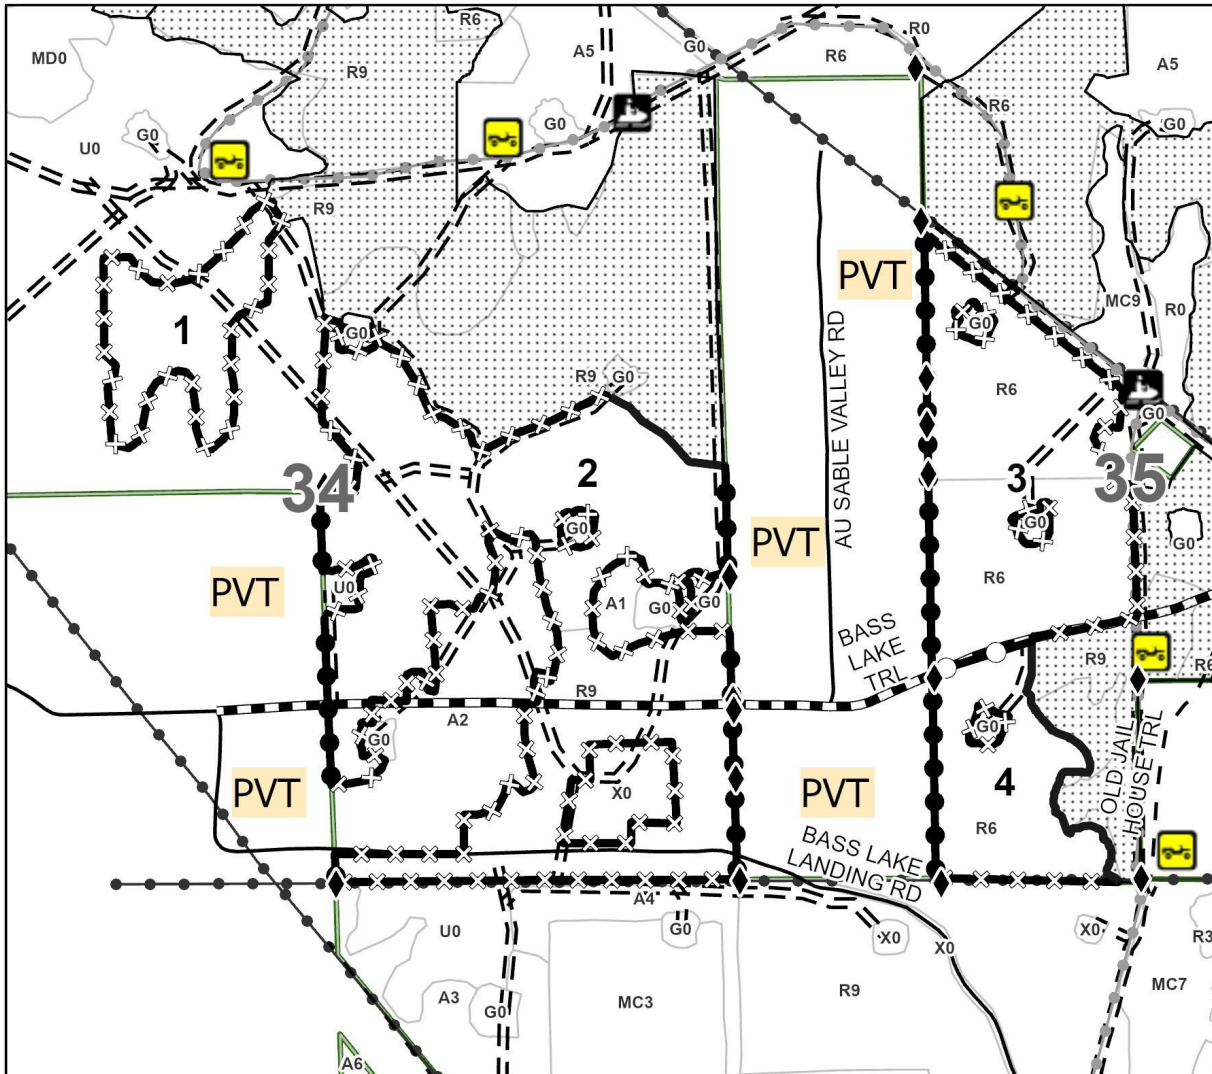 R6
R0
G0
MD0
A5
R6
A5
R9
R6
G0
G0
G0
U0
R9
PVT
MC9
R0
1
G0
G0
AU SABLE VALLEY RD
R9
G0
R6
G0
2
3
35
34
G0
G0
PVT
G0
PVT
U0
R6
A1
G0
G0
BASS
LAKE
TRL
R9
R6
R9
A2
G0
G0
PVT
X0
PVT
4
OLD JAIL
HOUSE TRL
R6
BASS LAKE
LANDING RD
A4
U0
G0
X0
X0
X0
R3
A3
G0
MC3
R9
MC7
A6